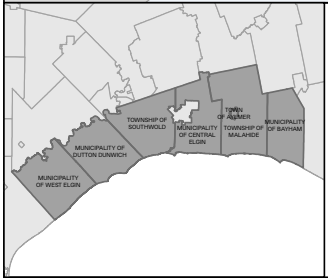 MUNICIPALITY
OF WEST ELGIN
MUNICIPALITY OF
DUTTON DUNWICH
TOWNSHIP OF
SOUTHWOLD
MUNICIPALITY
OF CENTRAL
ELGIN
TOWN
OF AYLMER
TOWNSHIP OF
MALAHIDE
MUNICIPALITY
OF BAYHAM